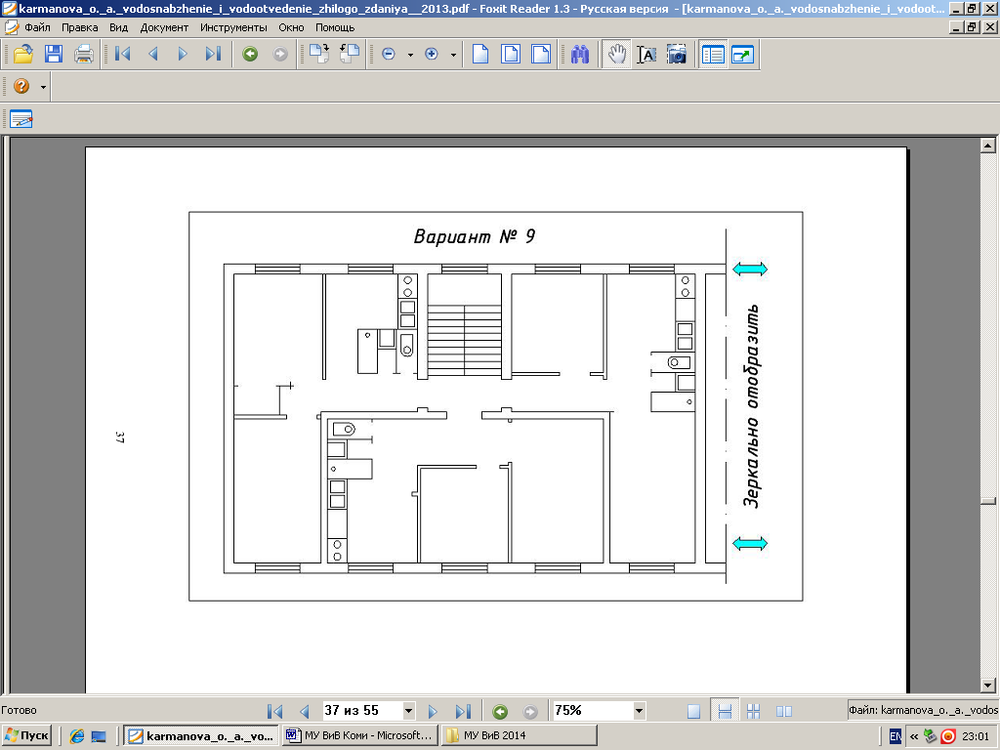 karmanova_o._a._vodosnabzhenie_i_vodootvedenie_zhilogo_zdaniya__2013.pdf - Foxit Reader 1.3 - Русская версия - [karmanova_o._a._vodosnabzhenie_i_vodoot...
Файл Правка Вид Документ Инструменты Окно Помощь
Вариант № 9
Зеркально отобразить
37
Готово
37 из 55
75%
Файл: karmanova_o._a._vodos
Пуск
karmanova_o._a._vo...
МУ ВиВ Коми - Microsoft...
МУ ВиВ 2014
EN
23:01